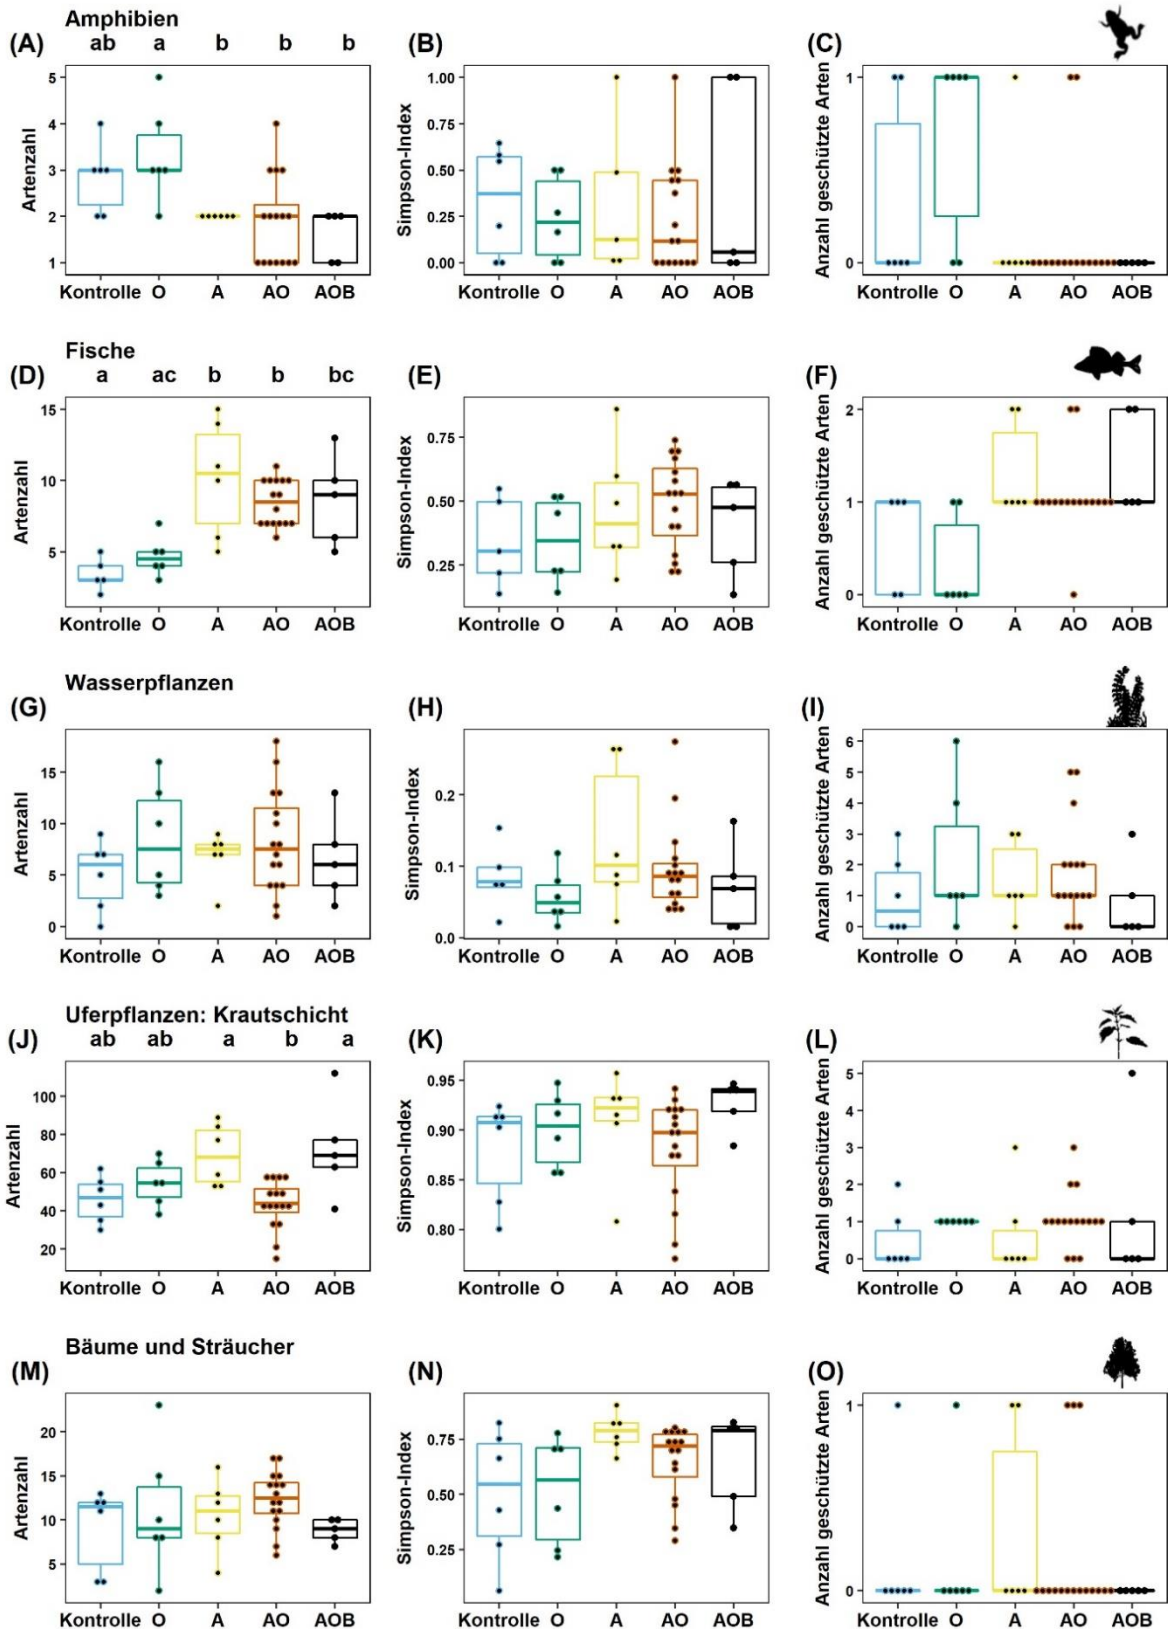 Amphibien
(A) ab a b b b (B) (C)
Artenzahl
5
4
3
2
1
Kontrolle O A AO AOB
Simpson-Index
1.00
0.75
0.50
0.25
0.00
Kontrolle O A AO AOB
Anzahl geschützte Arten
1
0
Kontrolle O A AO AOB
Fische
(D) a ac b b bc (E) (F)
Artenzahl
15
10
5
Kontrolle O A AO AOB
Simpson-Index
0.75
0.50
0.25
Kontrolle O A AO AOB
Anzahl geschützte Arten
2
1
0
Kontrolle O A AO AOB
Wasserpflanzen
(G) (H) (I)
Artenzahl
15
10
5
0
Kontrolle O A AO AOB
Simpson-Index
0.2
0.1
0.0
Kontrolle O A AO AOB
Anzahl geschützte Arten
6
5
4
3
2
1
0
Kontrolle O A AO AOB
Uferpflanzen: Krautschicht
(J) ab ab a b a (K) (L)
Artenzahl
100
80
60
40
20
Kontrolle O A AO AOB
Simpson-Index
0.95
0.90
0.85
0.80
Kontrolle O A AO AOB
Anzahl geschützte Arten
5
4
3
2
1
0
Kontrolle O A AO AOB
Bäume und Sträucher
(M) (N) (O)
Artenzahl
20
15
10
5
Kontrolle O A AO AOB
Simpson-Index
0.75
0.50
0.25
Kontrolle O A AO AOB
Anzahl geschützte Arten
1
0
Kontrolle O A AO AOB